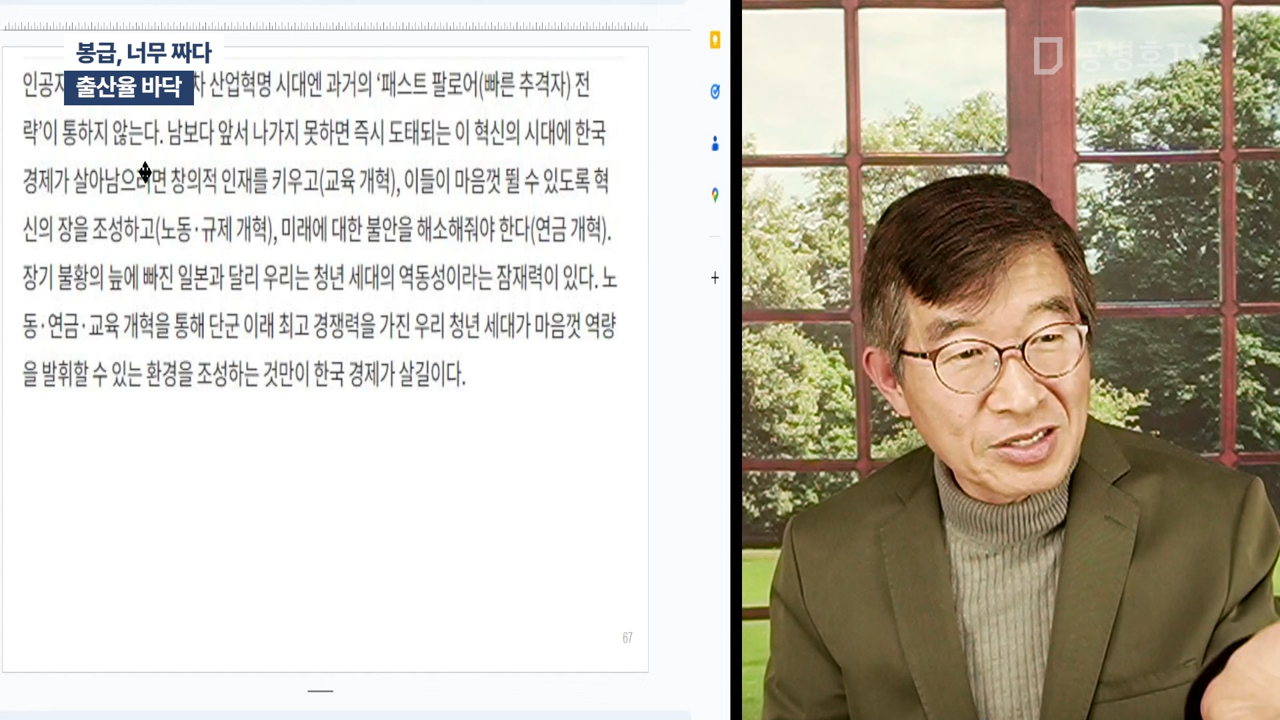 봉급, 너무 짜다
출산율 바닥
인공지 차 산업혁명 시대엔 과거의 ‘패스트 팔로어(빠른 추격자) 전
략’이 통하지 않는다. 남보다 앞서 나가지 못하면 즉시 도태되는 이 혁신의 시대에 한국
경제가 살아남으려면 창의적 인재를 키우고(교육 개혁), 이들이 마음껏 뛸 수 있도록 혁
신의 장을 조성하고(노동·규제 개혁), 미래에 대한 불안을 해소해줘야 한다(연금 개혁).
장기 불황의 늪에 빠진 일본과 달리 우리는 청년 세대의 역동성이라는 잠재력이 있다. 노
동·연금·교육 개혁을 통해 단군 이래 최고 경쟁력을 가진 우리 청년 세대가 마음껏 역량
을 발휘할 수 있는 환경을 조성하는 것만이 한국 경제가 살길이다.
67
공병호TV